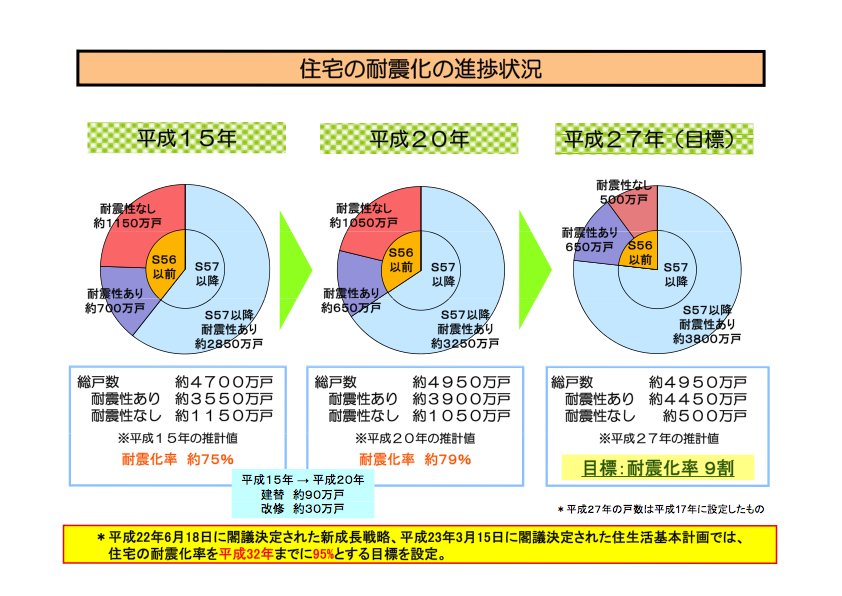 住宅の耐震化の進捗状況
平成15年
平成20年
平成27年（目標）
耐震性なし
約1150万戸
S56
以前
S57
以降
耐震性あり
約700万戸
S57以降
耐震性あり
約2850万戸
耐震性なし
約1050万戸
S56
以前
S57
以降
耐震性あり
約650万戸
S57以降
耐震性あり
約3250万戸
耐震性なし
500万戸
耐震性あり
650万戸
S56
以前
S57
以降
S57以降
耐震性あり
約3800万戸
総戸数 約4700万戸
耐震性あり 約3550万戸
耐震性なし 約1150万戸
※平成15年の推計値
耐震化率 約75%
総戸数 約4950万戸
耐震性あり 約3900万戸
耐震性なし 約1050万戸
※平成20年の推計値
耐震化率 約79%
総戸数 約4950万戸
耐震性あり 約4450万戸
耐震性なし 約500万戸
※平成27年の推計値
目標：耐震化率 9割
平成15年 → 平成20年
建替 約90万戸
改修 約30万戸
* 平成27年の戸数は平成17年に設定したもの
* 平成22年6月18日に閣議決定された新成長戦略、平成23年3月15日に閣議決定された住生活基本計画では、
住宅の耐震化率を平成32年までに95%とする目標を設定。